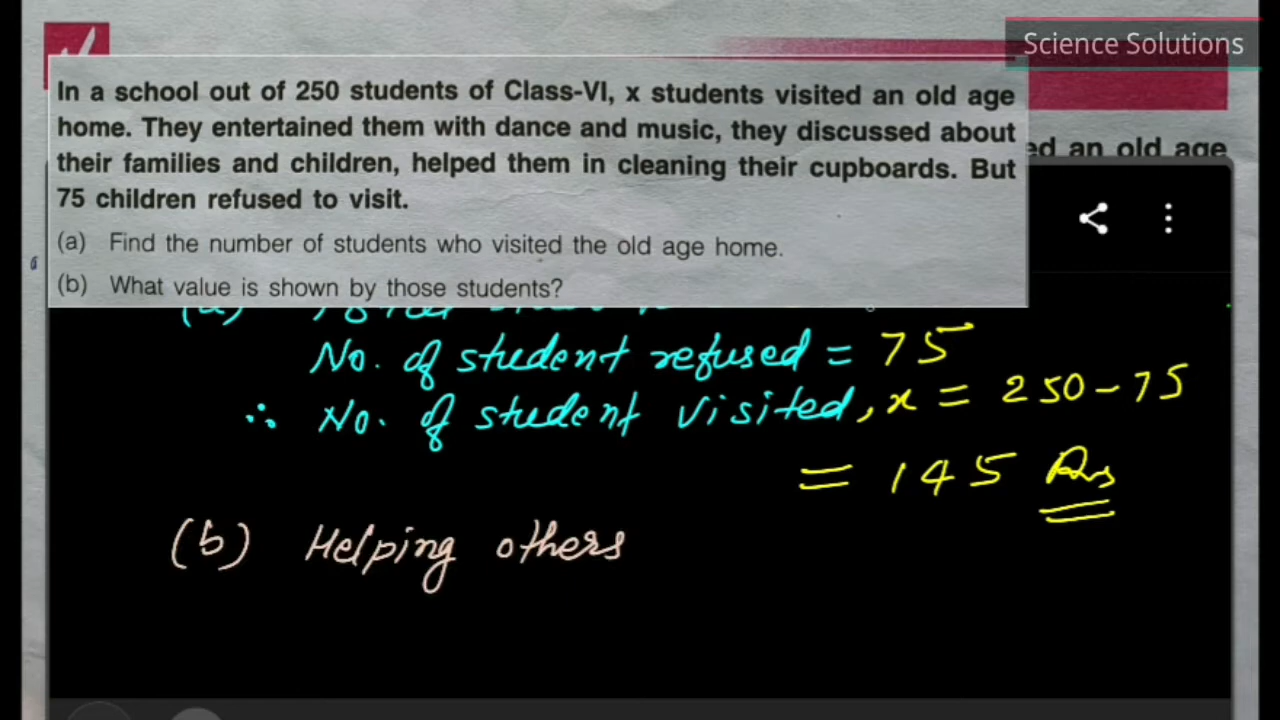 Science Solutions
In a school out of 250 students of Class-VI, x students visited an old age
home. They entertained them with dance and music, they discussed about
their families and children, helped them in cleaning their cupboards. But
75 children refused to visit.
(a) Find the number of students who visited the old age home.
(b) What value is shown by those students?
ed an old age
(a)
No. of student refused = 75
∴ No. of student visited, x = 250 - 75
= 145 Ans
(b) Helping others